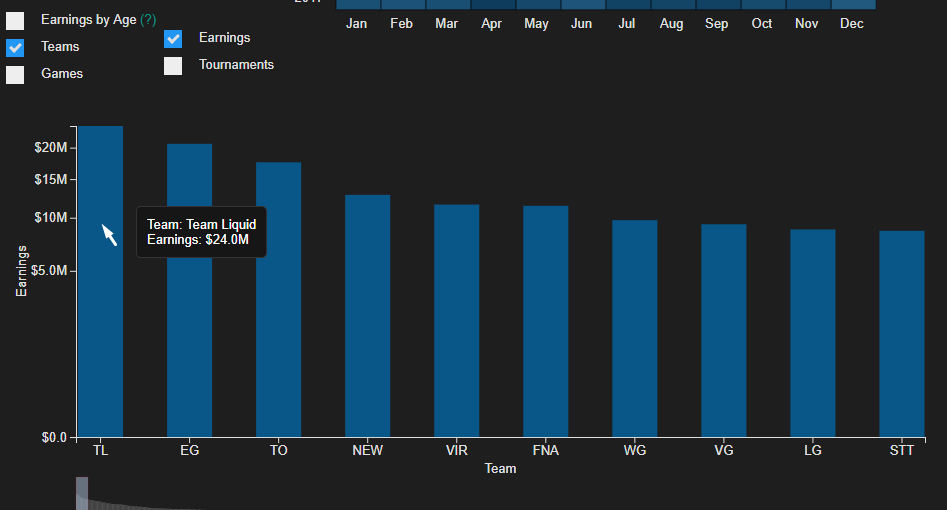 Jan Feb Mar Apr May Jun Jul Aug Sep Oct Nov Dec
Earnings by Age (?)
Teams
Games
Earnings
Tournaments
$20M
$15M
$10M
$5.0M
$0.0
Earnings
Team: Team Liquid
Earnings: $24.0M
TL EG TO NEW VIR FNA WG VG LG STT
Team